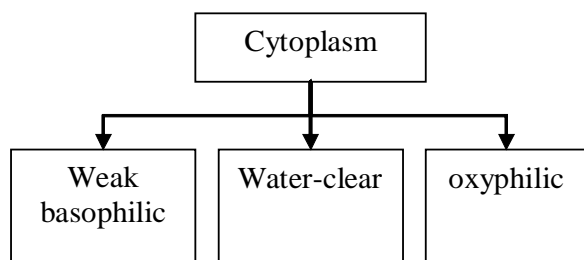 Cytoplasm
Weak
basophilic
Water-clear
oxyphilic